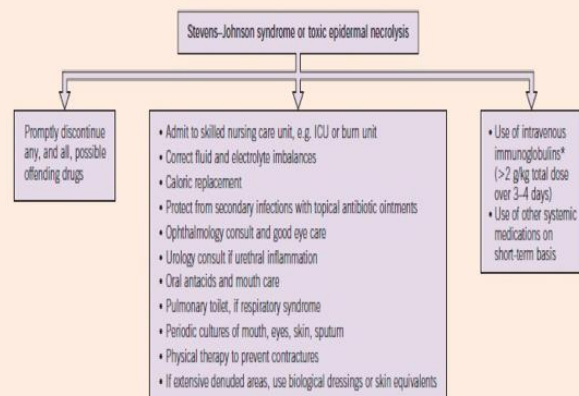 Stevens–Johnson syndrome or toxic epidermal necrolysis
Promptly discontinue
any, and all, possible
offending drugs
• Admit to skilled nursing care unit, e.g. ICU or burn unit
• Correct fluid and electrolyte imbalances
• Caloric replacement
• Protect from secondary infections with topical antibiotic ointments
• Ophthalmology consult and good eye care
• Urology consult if urethral inflammation
• Oral antacids and mouth care
• Pulmonary toilet, if respiratory syndrome
• Periodic cultures of mouth, eyes, skin, sputum
• Physical therapy to prevent contractures
• If extensive denuded areas, use biological dressings or skin equivalents
• Use of intravenous
immunoglobulins*
(>2 g/kg total dose
over 3–4 days)
• Use of other systemic
medications on
short-term basis